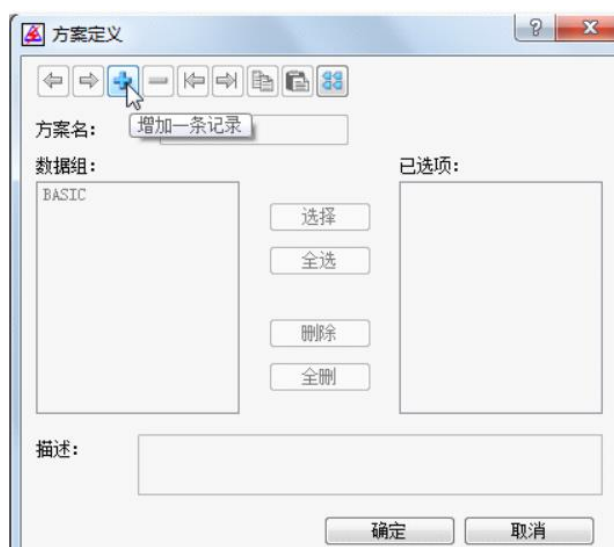 方案定义
方案名：
增加一条记录
数据组：
已选项：
BASIC
选择
全选
删除
全删
描述：
确定
取消